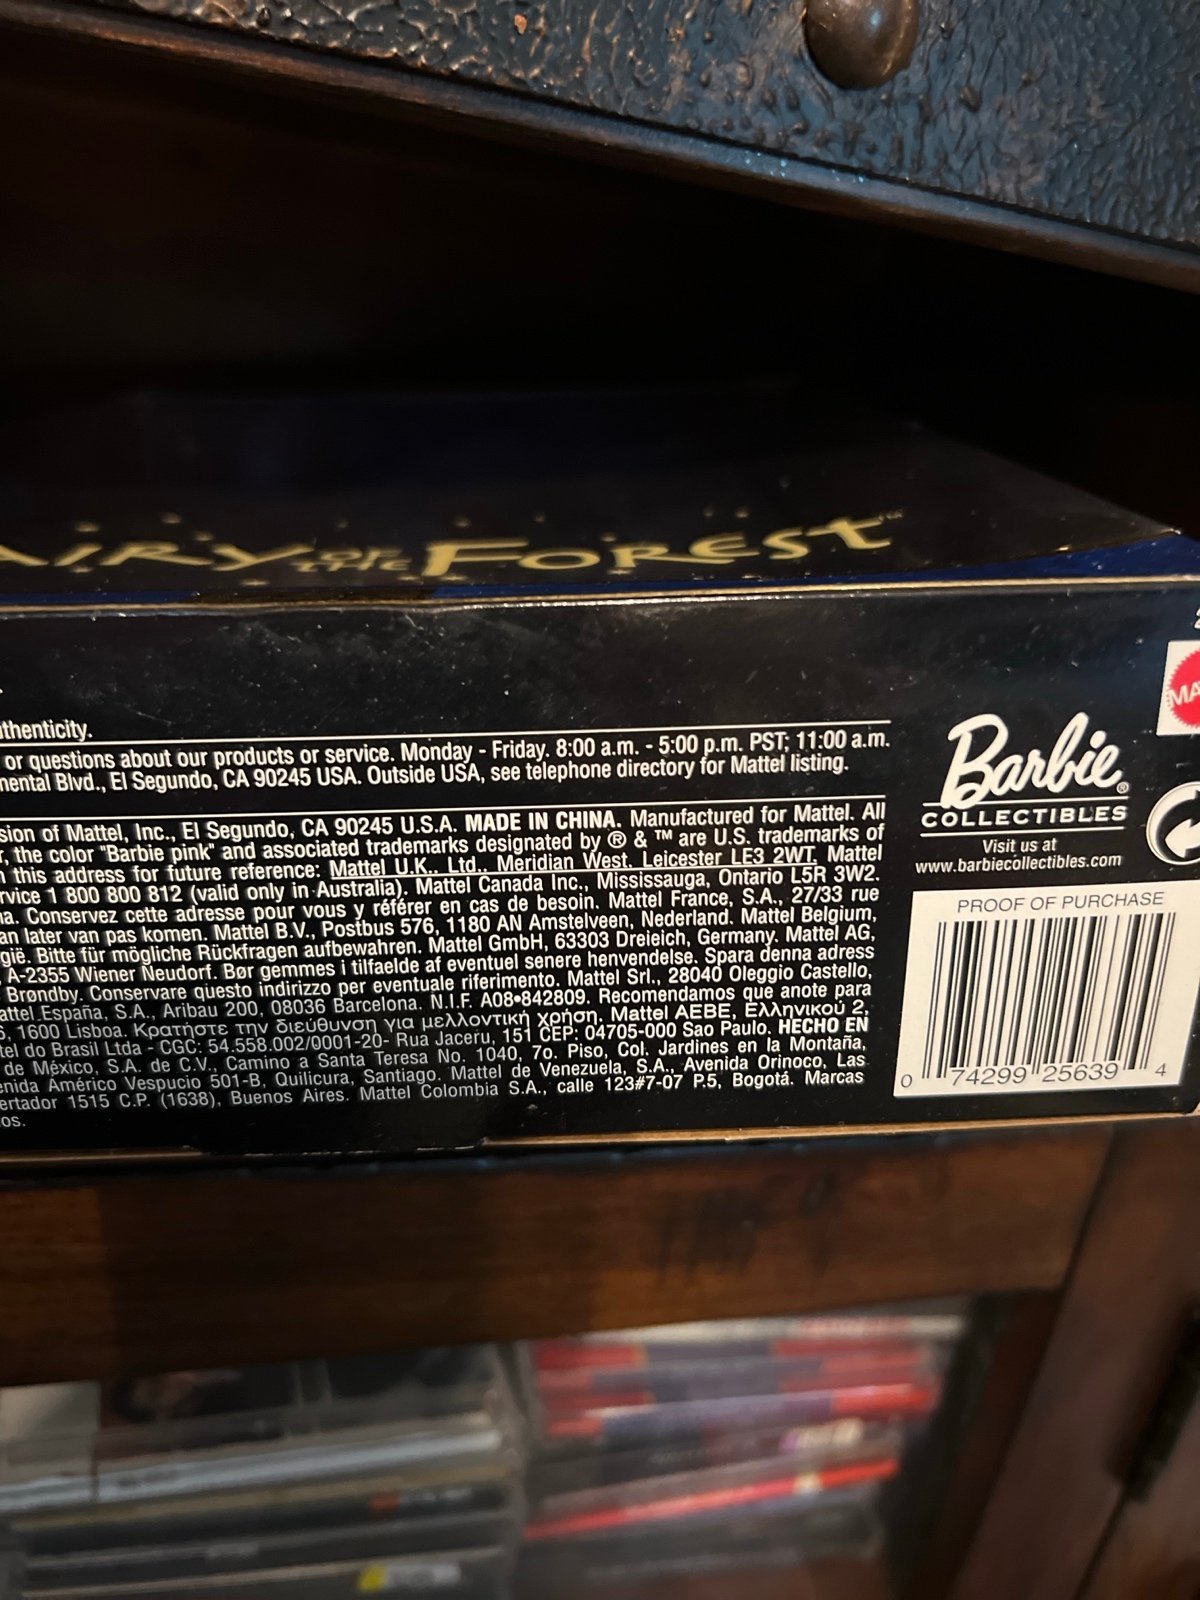 AIRY OF THE FOREST™
uthenticity.
or questions about our products or service. Monday - Friday. 8:00 a.m. - 5:00 p.m. PST; 11:00 a.m.
nental Blvd., El Segundo, CA 90245 USA. Outside USA, see telephone directory for Mattel listing.
sion of Mattel, Inc., El Segundo, CA 90245 U.S.A. MADE IN CHINA. Manufactured for Mattel. All
r, the color "Barbie pink" and associated trademarks designated by ® & ™ are U.S. trademarks of
n this address for future reference: Mattel U.K., Ltd., Meridian West, Leicester LE3 2WT. Mattel
rvice 1 800 800 812 (valid only in Australia). Mattel Canada Inc., Mississauga, Ontario L5R 3W2.
na. Conservez cette adresse pour vous y référer en cas de besoin. Mattel France, S.A., 27/33 rue
an later van pas komen. Mattel B.V., Postbus 576, 1180 AN Amstelveen, Nederland. Mattel Belgium,
gië. Bitte für mögliche Rückfragen aufbewahren. Mattel GmbH, 63303 Dreieich, Germany. Mattel AG,
, A-2355 Wiener Neudorf. Bør gemmes i tilfaelde af eventuel senere henvendelse. Spara denna adress
Brøndby. Conservare questo indirizzo per eventuale riferimento. Mattel Srl., 28040 Oleggio Castello,
attel España, S.A., Aribau 200, 08036 Barcelona. N.I.F. A08•842809. Recomendamos que anote para
6, 1600 Lisboa. Κρατήστε την διεύθυνση για μελλοντική χρήση. Mattel AEBE, Ελληνικού 2,
tel do Brasil Ltda - CGC: 54.558.002/0001-20- Rua Jaceru, 151 CEP: 04705-000 Sao Paulo. HECHO EN
de México, S.A. de C.V., Camino a Santa Teresa No. 1040, 7o. Piso, Col. Jardines en la Montaña,
enida Américo Vespucio 501-B, Quilicura, Santiago. Mattel de Venezuela, S.A., Avenida Orinoco, Las
ertador 1515 C.P. (1638), Buenos Aires. Mattel Colombia S.A., calle 123#7-07 P.5, Bogotá. Marcas
os.
MA
Barbie®
COLLECTIBLES
Visit us at
www.barbiecollectibles.com
PROOF OF PURCHASE
0 74299 25639 4